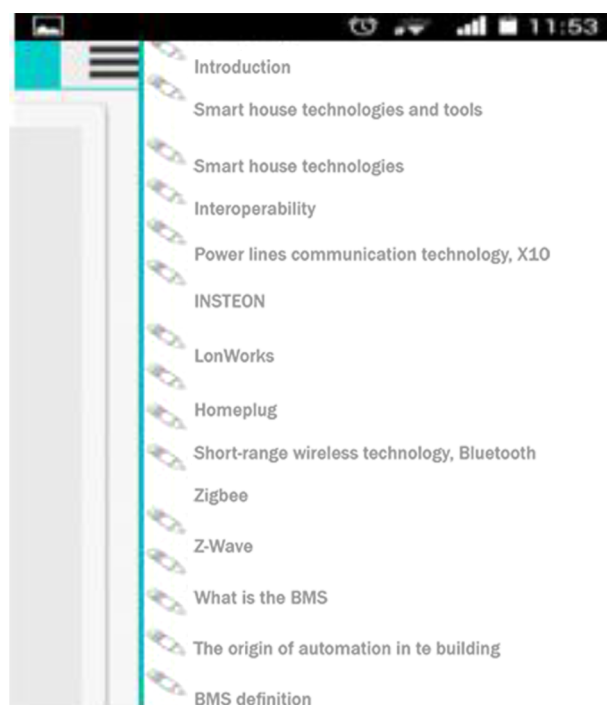 11:53
Introduction
Smart house technologies and tools
Smart house technologies
Interoperability
Power lines communication technology, X10
INSTEON
LonWorks
Homeplug
Short-range wireless technology, Bluetooth
Zigbee
Z-Wave
What is the BMS
The origin of automation in te building
BMS definition